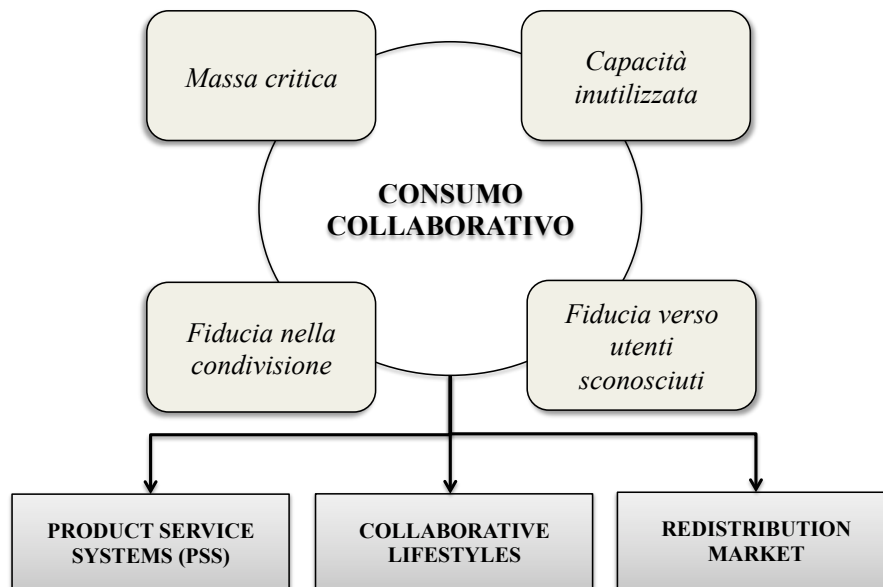 Massa critica
Capacità
inutilizzata
CONSUMO
COLLABORATIVO
Fiducia nella
condivisione
Fiducia verso
utenti
sconosciuti
PRODUCT SERVICE
SYSTEMS (PSS)
COLLABORATIVE
LIFESTYLES
REDISTRIBUTION
MARKET